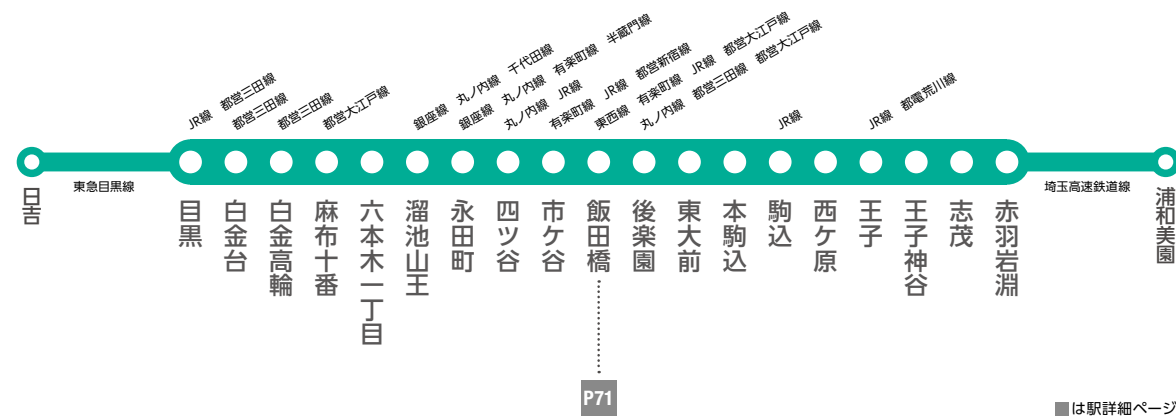 JR線 都営三田線
都営三田線
都営三田線
都営大江戸線
銀座線 丸ノ内線 千代田線
銀座線 丸ノ内線 有楽町線 半蔵門線
丸ノ内線 JR線
有楽町線 JR線 都営新宿線
東西線 有楽町線 JR線 都営大江戸線
丸ノ内線 都営三田線 都営大江戸線
JR線
JR線 都電荒川線
日吉
東急目黒線
目黒
白金台
白金高輪
麻布十番
六本木一丁目
溜池山王
永田町
四ツ谷
市ケ谷
飯田橋
後楽園
東大前
本駒込
駒込
西ケ原
王子
王子神谷
志茂
赤羽岩淵
埼玉高速鉄道線
浦和美園
P71
■は駅詳細ページ